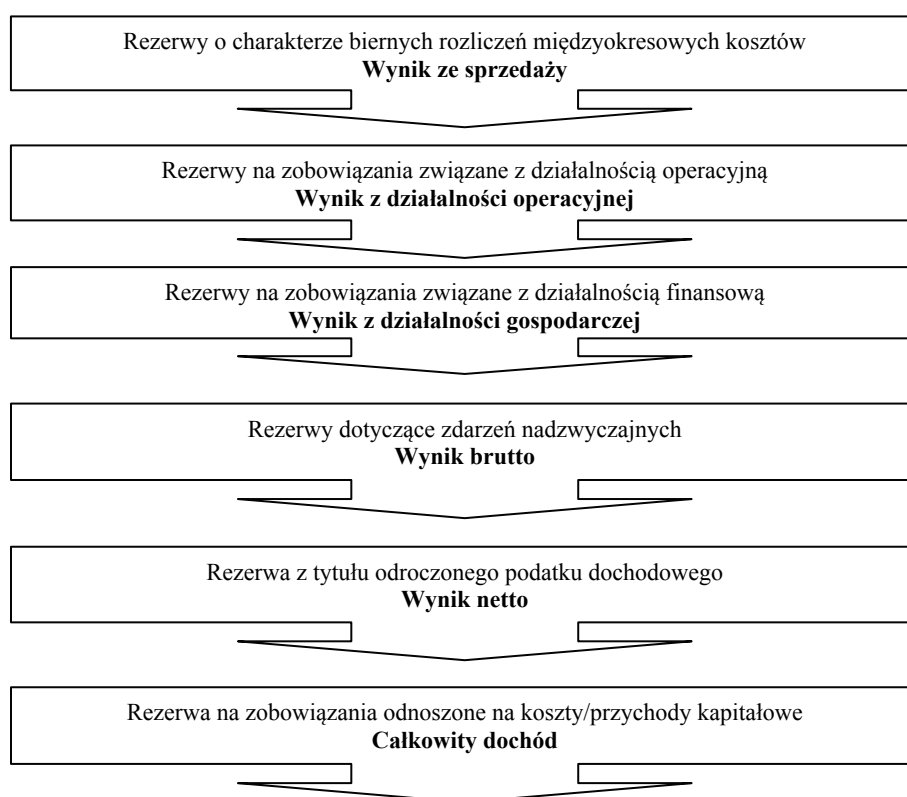 Rezerwy o charakterze biernych rozliczeń międzyokresowych kosztów
Wynik ze sprzedaży
Rezerwy na zobowiązania związane z działalnością operacyjną
Wynik z działalności operacyjnej
Rezerwy na zobowiązania związane z działalnością finansową
Wynik z działalności gospodarczej
Rezerwy dotyczące zdarzeń nadzwyczajnych
Wynik brutto
Rezerwa z tytułu odroczonego podatku dochodowego
Wynik netto
Rezerwa na zobowiązania odnoszone na koszty/przychody kapitałowe
Całkowity dochód